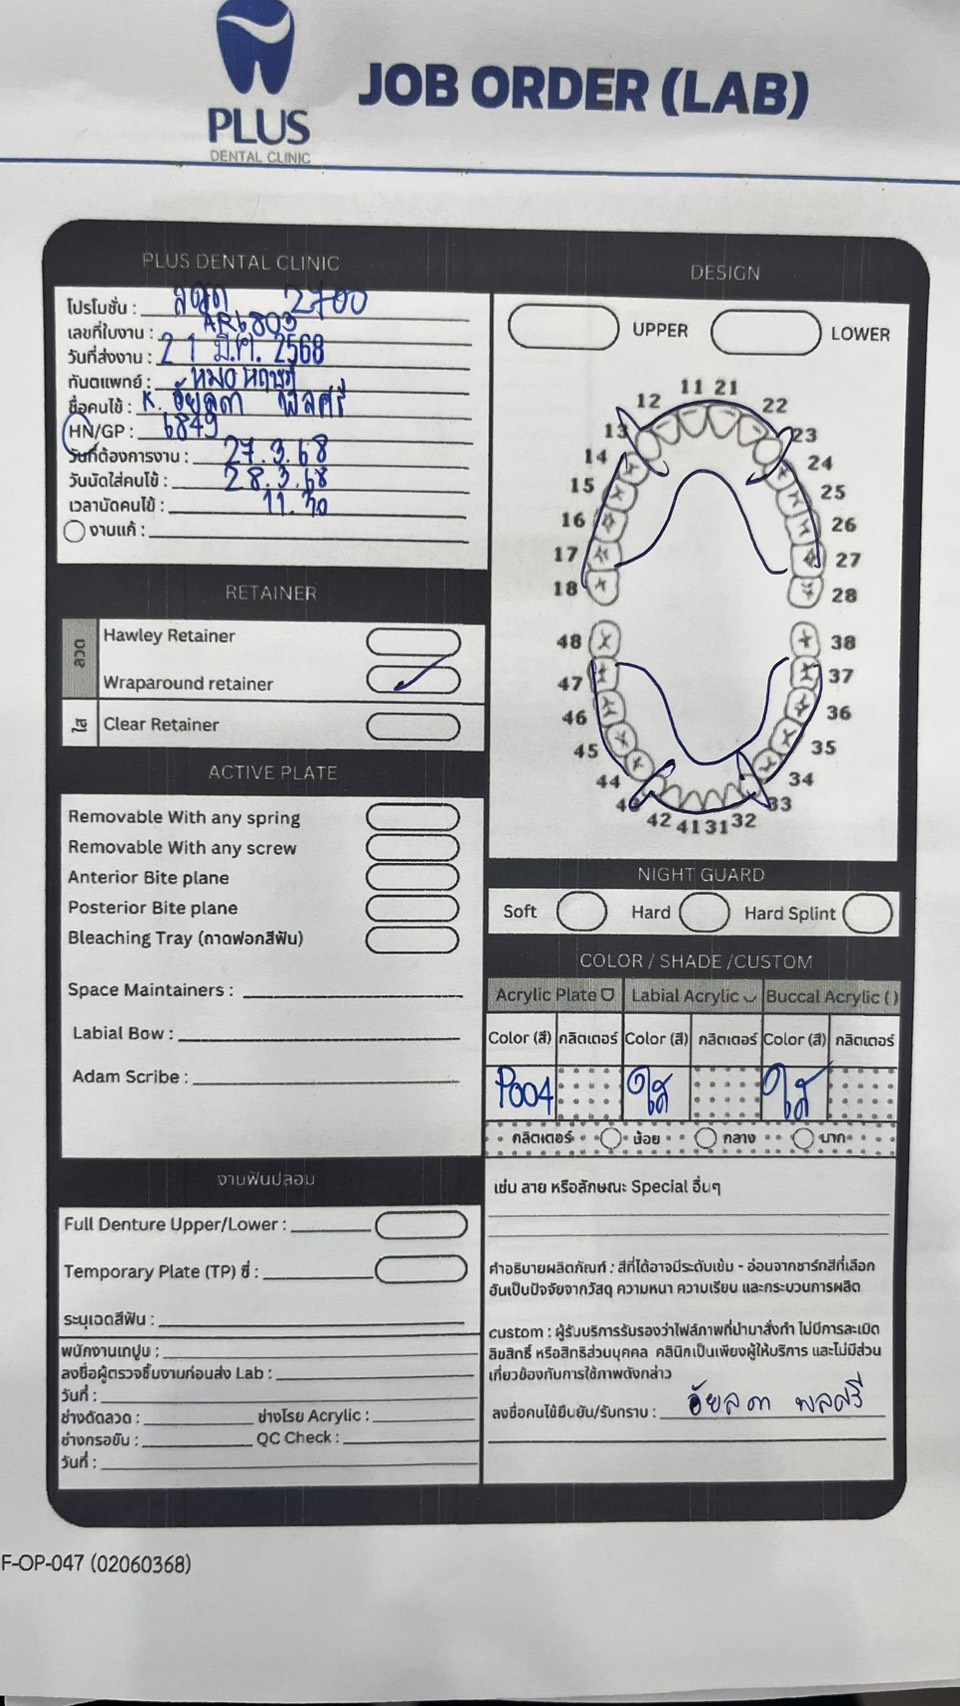 PLUS
DENTAL CLINIC
JOB ORDER (LAB)
PLUS DENTAL CLINIC
โปรโมชั่น : ลวด 2700
เลขที่ใบงาน : AR6803
วันที่ส่งงาน : 21 มี.ค. 2568
ทันตแพทย์ : หมอ
ชื่อคนไข้ : K. อัยลดา พลศรี
HN/GP : 6849
วันที่ต้องการงาน : 27.3.68
วันนัดใส่คนไข้ : 28.3.68
เวลานัดคนไข้ : 11.30
งานแก้ :
DESIGN
UPPER LOWER
11 21
12 22
13 23
14 24
15 25
16 26
17 27
18 28
48 38
47 37
46 36
45 35
44 34
43 33
42 41 31 32
RETAINER
ลวด
Hawley Retainer
Wraparound retainer
ใส
Clear Retainer
ACTIVE PLATE
Removable With any spring
Removable With any screw
Anterior Bite plane
Posterior Bite plane
Bleaching Tray (ถาดฟอกสีฟัน)
Space Maintainers :
Labial Bow :
Adam Scribe :
NIGHT GUARD
Soft Hard Hard Splint
COLOR / SHADE /CUSTOM
Acrylic Plate Labial Acrylic Buccal Acrylic ( )
Color (สี) กลิตเตอร์ Color (สี) กลิตเตอร์ Color (สี) กลิตเตอร์
P004 ใส ใส
กลิตเตอร์ น้อย กลาง มาก
เช่น ลาย หรือลักษณะ Special อื่นๆ
คำอธิบายผลิตภัณฑ์ : สีที่ได้อาจมีระดับเข้ม - อ่อนจากชาร์ทสีที่เลือก
อันเป็นปัจจัยจากวัสดุ ความหนา ความเรียบ และกระบวนการผลิต
custom : ผู้รับบริการรับรองว่าไฟล์ภาพที่นำมาสั่งทำ ไม่มีการละเมิด
ลิขสิทธิ์ หรือสิทธิส่วนบุคคล คลินิกเป็นเพียงผู้ให้บริการ และไม่มีส่วน
เกี่ยวข้องกับการใช้ภาพดังกล่าว
ลงชื่อคนไข้ยืนยัน/รับทราบ : อัยลดา พลศรี
งานฟันปลอม
Full Denture Upper/Lower :
Temporary Plate (TP) ซี่ :
ระบุเฉดสีฟัน :
พนักงานเทปูน :
ลงชื่อผู้ตรวจชิ้นงานก่อนส่ง Lab :
วันที่ :
ช่างดัดลวด : ช่างโรย Acrylic :
ช่างกรอขัน : QC Check :
วันที่ :
F-OP-047 (02060368)